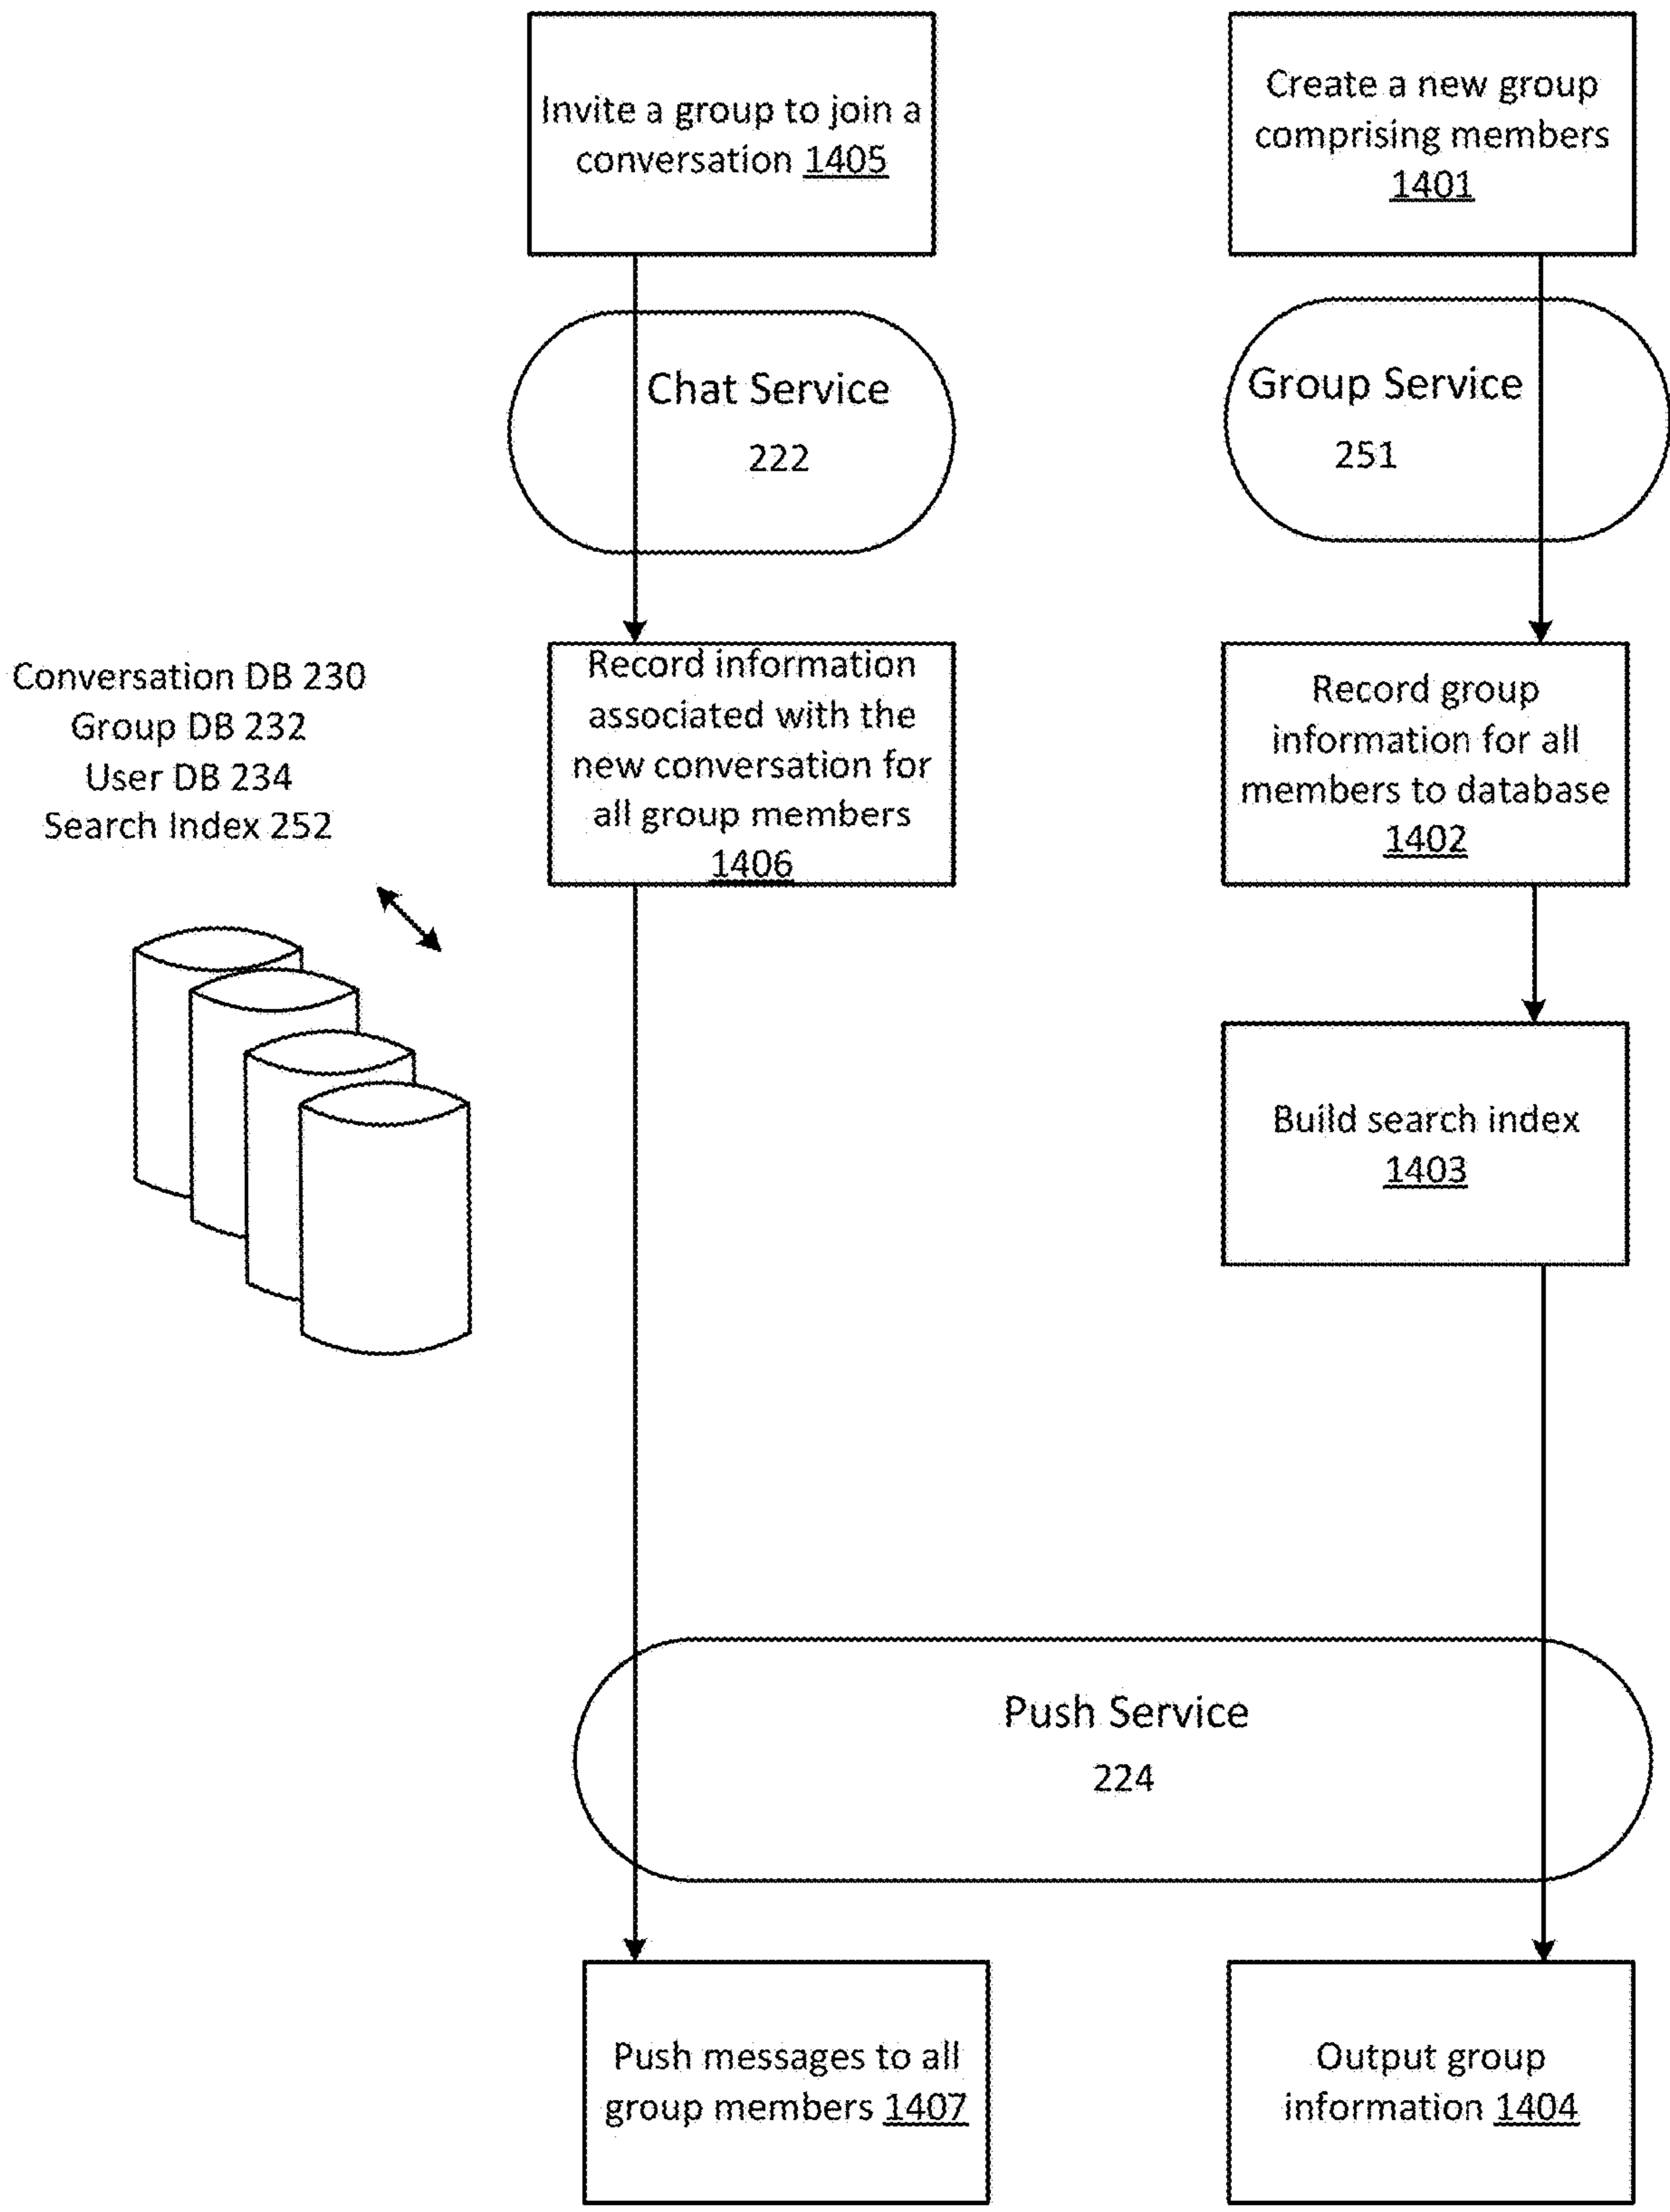 Invite a group to join a
conversation 1405
Create a new group
comprising members
1401
Chat Service
222
Group Service
251
Conversation DB 230
Group DB 232
User DB 234
Search Index 252
Record information
associated with the
new conversation for
all group members
1406
Record group
information for all
members to database
1402
Build search index
1403
Push Service
224
Push messages to all
group members 1407
Output group
information 1404